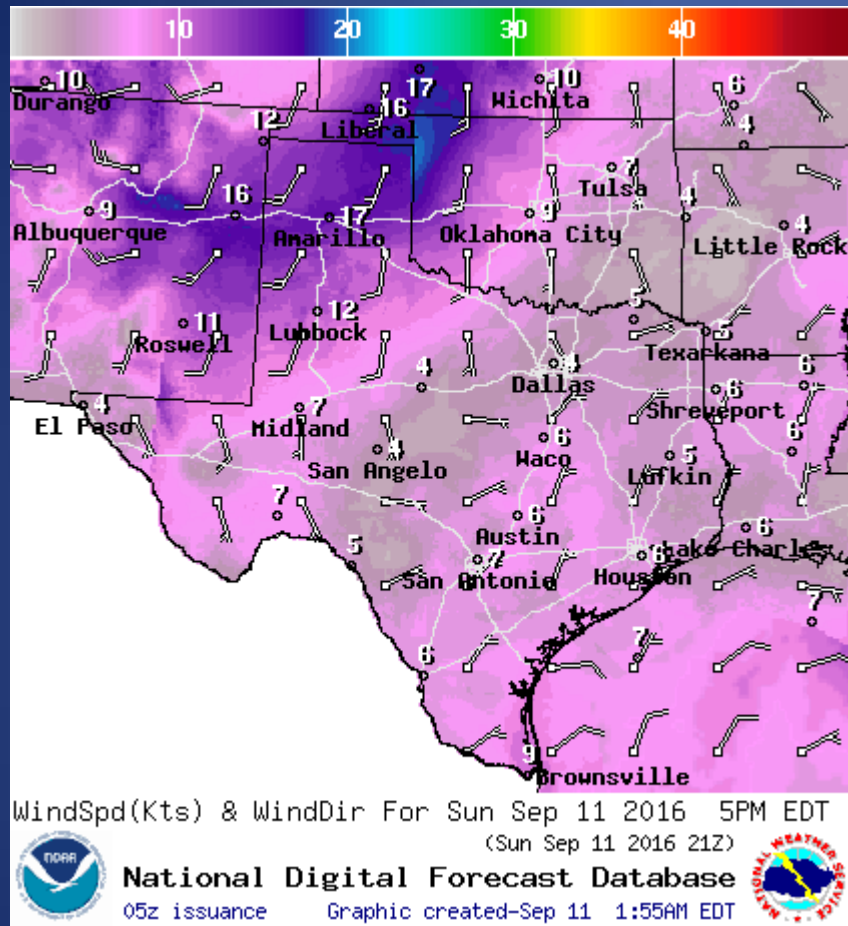 10 20 30 40
17
10 16 10 6
Durango Liberal Wichita
12 4
7
Tulsa
9 16 17 9 4 4
Albuquerque Amarillo Oklahoma City Little Rock
11 12 5 5
Roswell Lubbock Texarkana
4 4 6 6
Dallas Shreveport
4 7
El Paso Midland
4 6 5 6
San Angelo Waco Lufkin
7 6 6
Austin
5 7 6 Lake Charles
San Antonio Houston
7
7
6
9
Brownsville
WindSpd(Kts) & WindDir For Sun Sep 11 2016 5PM EDT
(Sun Sep 11 2016 21Z)
NOAA
National Digital Forecast Database
NATIONAL WEATHER SERVICE
05z issuance Graphic created-Sep 11 1:55AM EDT